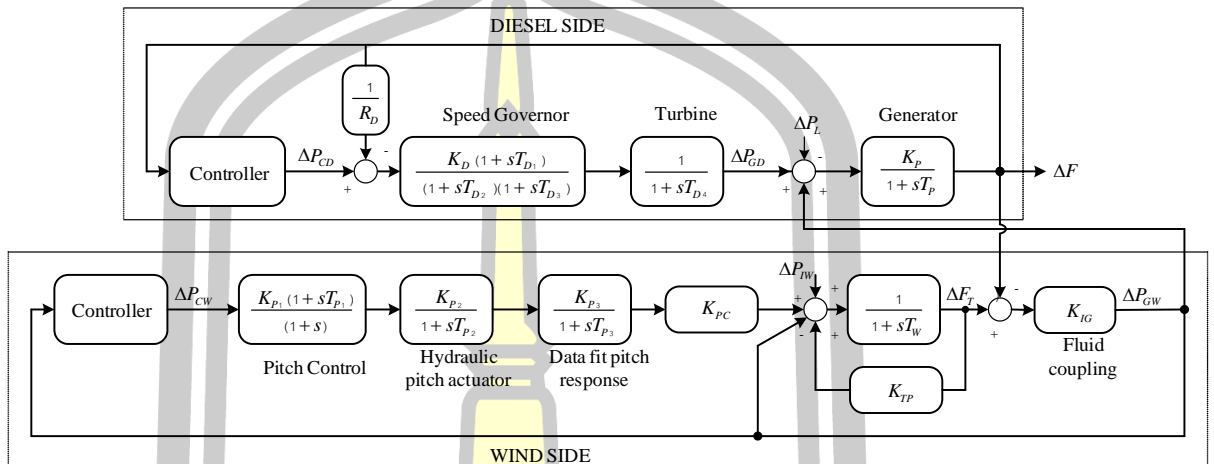 DIESEL SIDE
1
R_D
Speed Governor
Turbine
Generator
ΔP_L
Controller
ΔP_CD
-
+
K_D (1 + sT_D1)
(1 + sT_D2)(1 + sT_D3)
1
1 + sT_D4
ΔP_GD
-
+
+
K_P
1 + sT_P
ΔF
Controller
ΔP_CW
K_P1 (1 + sT_P1)
(1 + s)
Pitch Control
K_P2
1 + sT_P2
Hydraulic
pitch actuator
K_P3
1 + sT_P3
Data fit pitch
response
K_PC
ΔP_IW
+
+
-
+
1
1 + sT_W
ΔF_T
K_TP
-
+
K_IG
Fluid
coupling
ΔP_GW
WIND SIDE